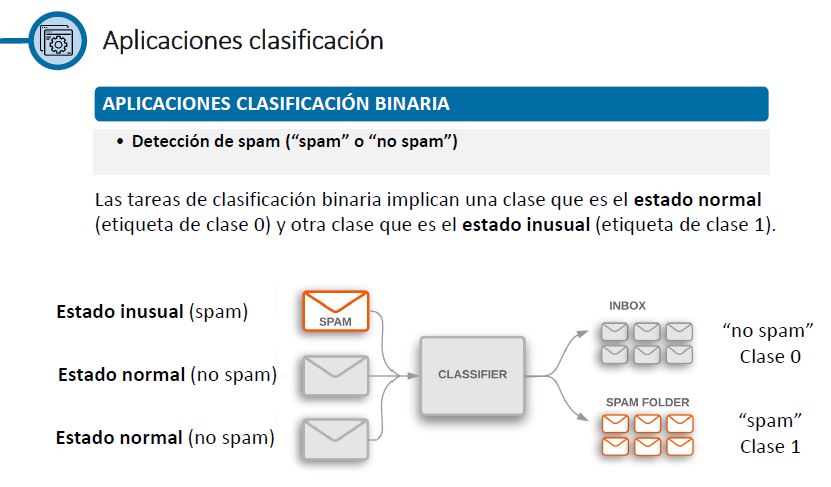 Aplicaciones clasificación
APLICACIONES CLASIFICACIÓN BINARIA
• Detección de spam (“spam” o “no spam”)
Las tareas de clasificación binaria implican una clase que es el estado normal
(etiqueta de clase 0) y otra clase que es el estado inusual (etiqueta de clase 1).
Estado inusual (spam)
SPAM
Estado normal (no spam)
Estado normal (no spam)
CLASSIFIER
INBOX
“no spam”
Clase 0
SPAM FOLDER
“spam”
Clase 1